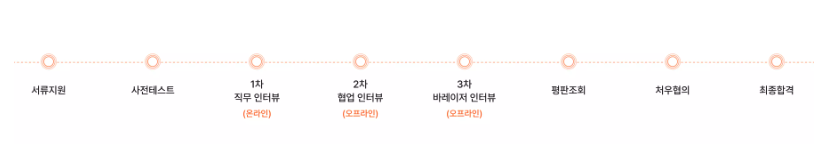 서류지원
사전테스트
1차
직무 인터뷰
(온라인)
2차
협업 인터뷰
(오프라인)
3차
바레이저 인터뷰
(오프라인)
평판조회
처우협의
최종합격